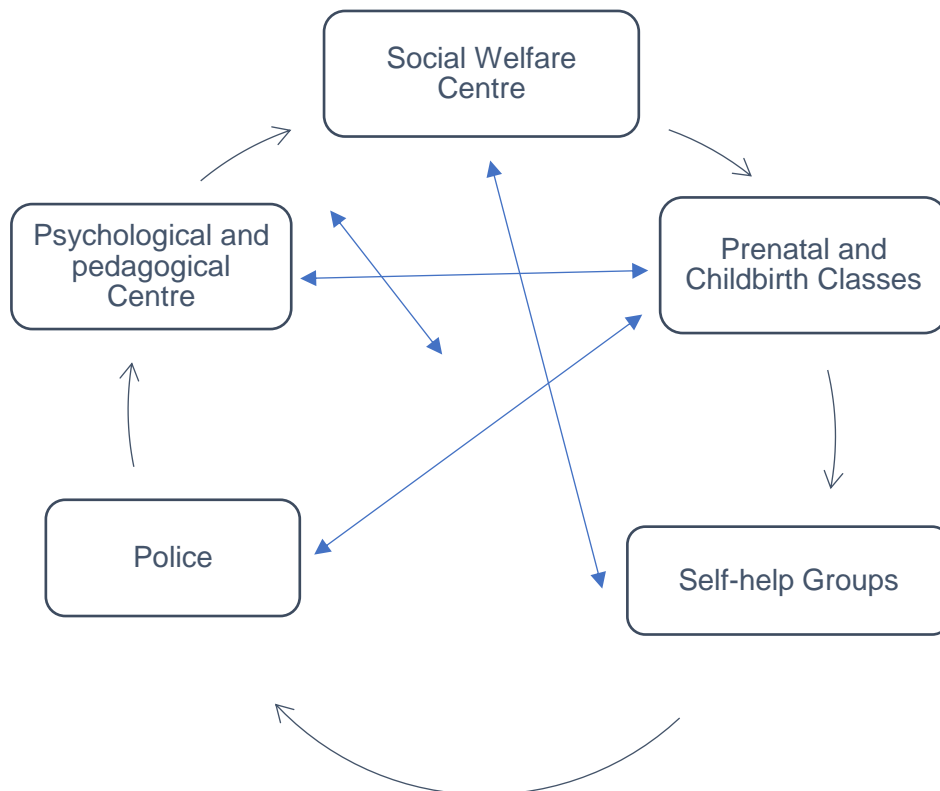 Social Welfare
Centre
Psychological and
pedagogical
Centre
Prenatal and
Childbirth Classes
Police
Self-help Groups